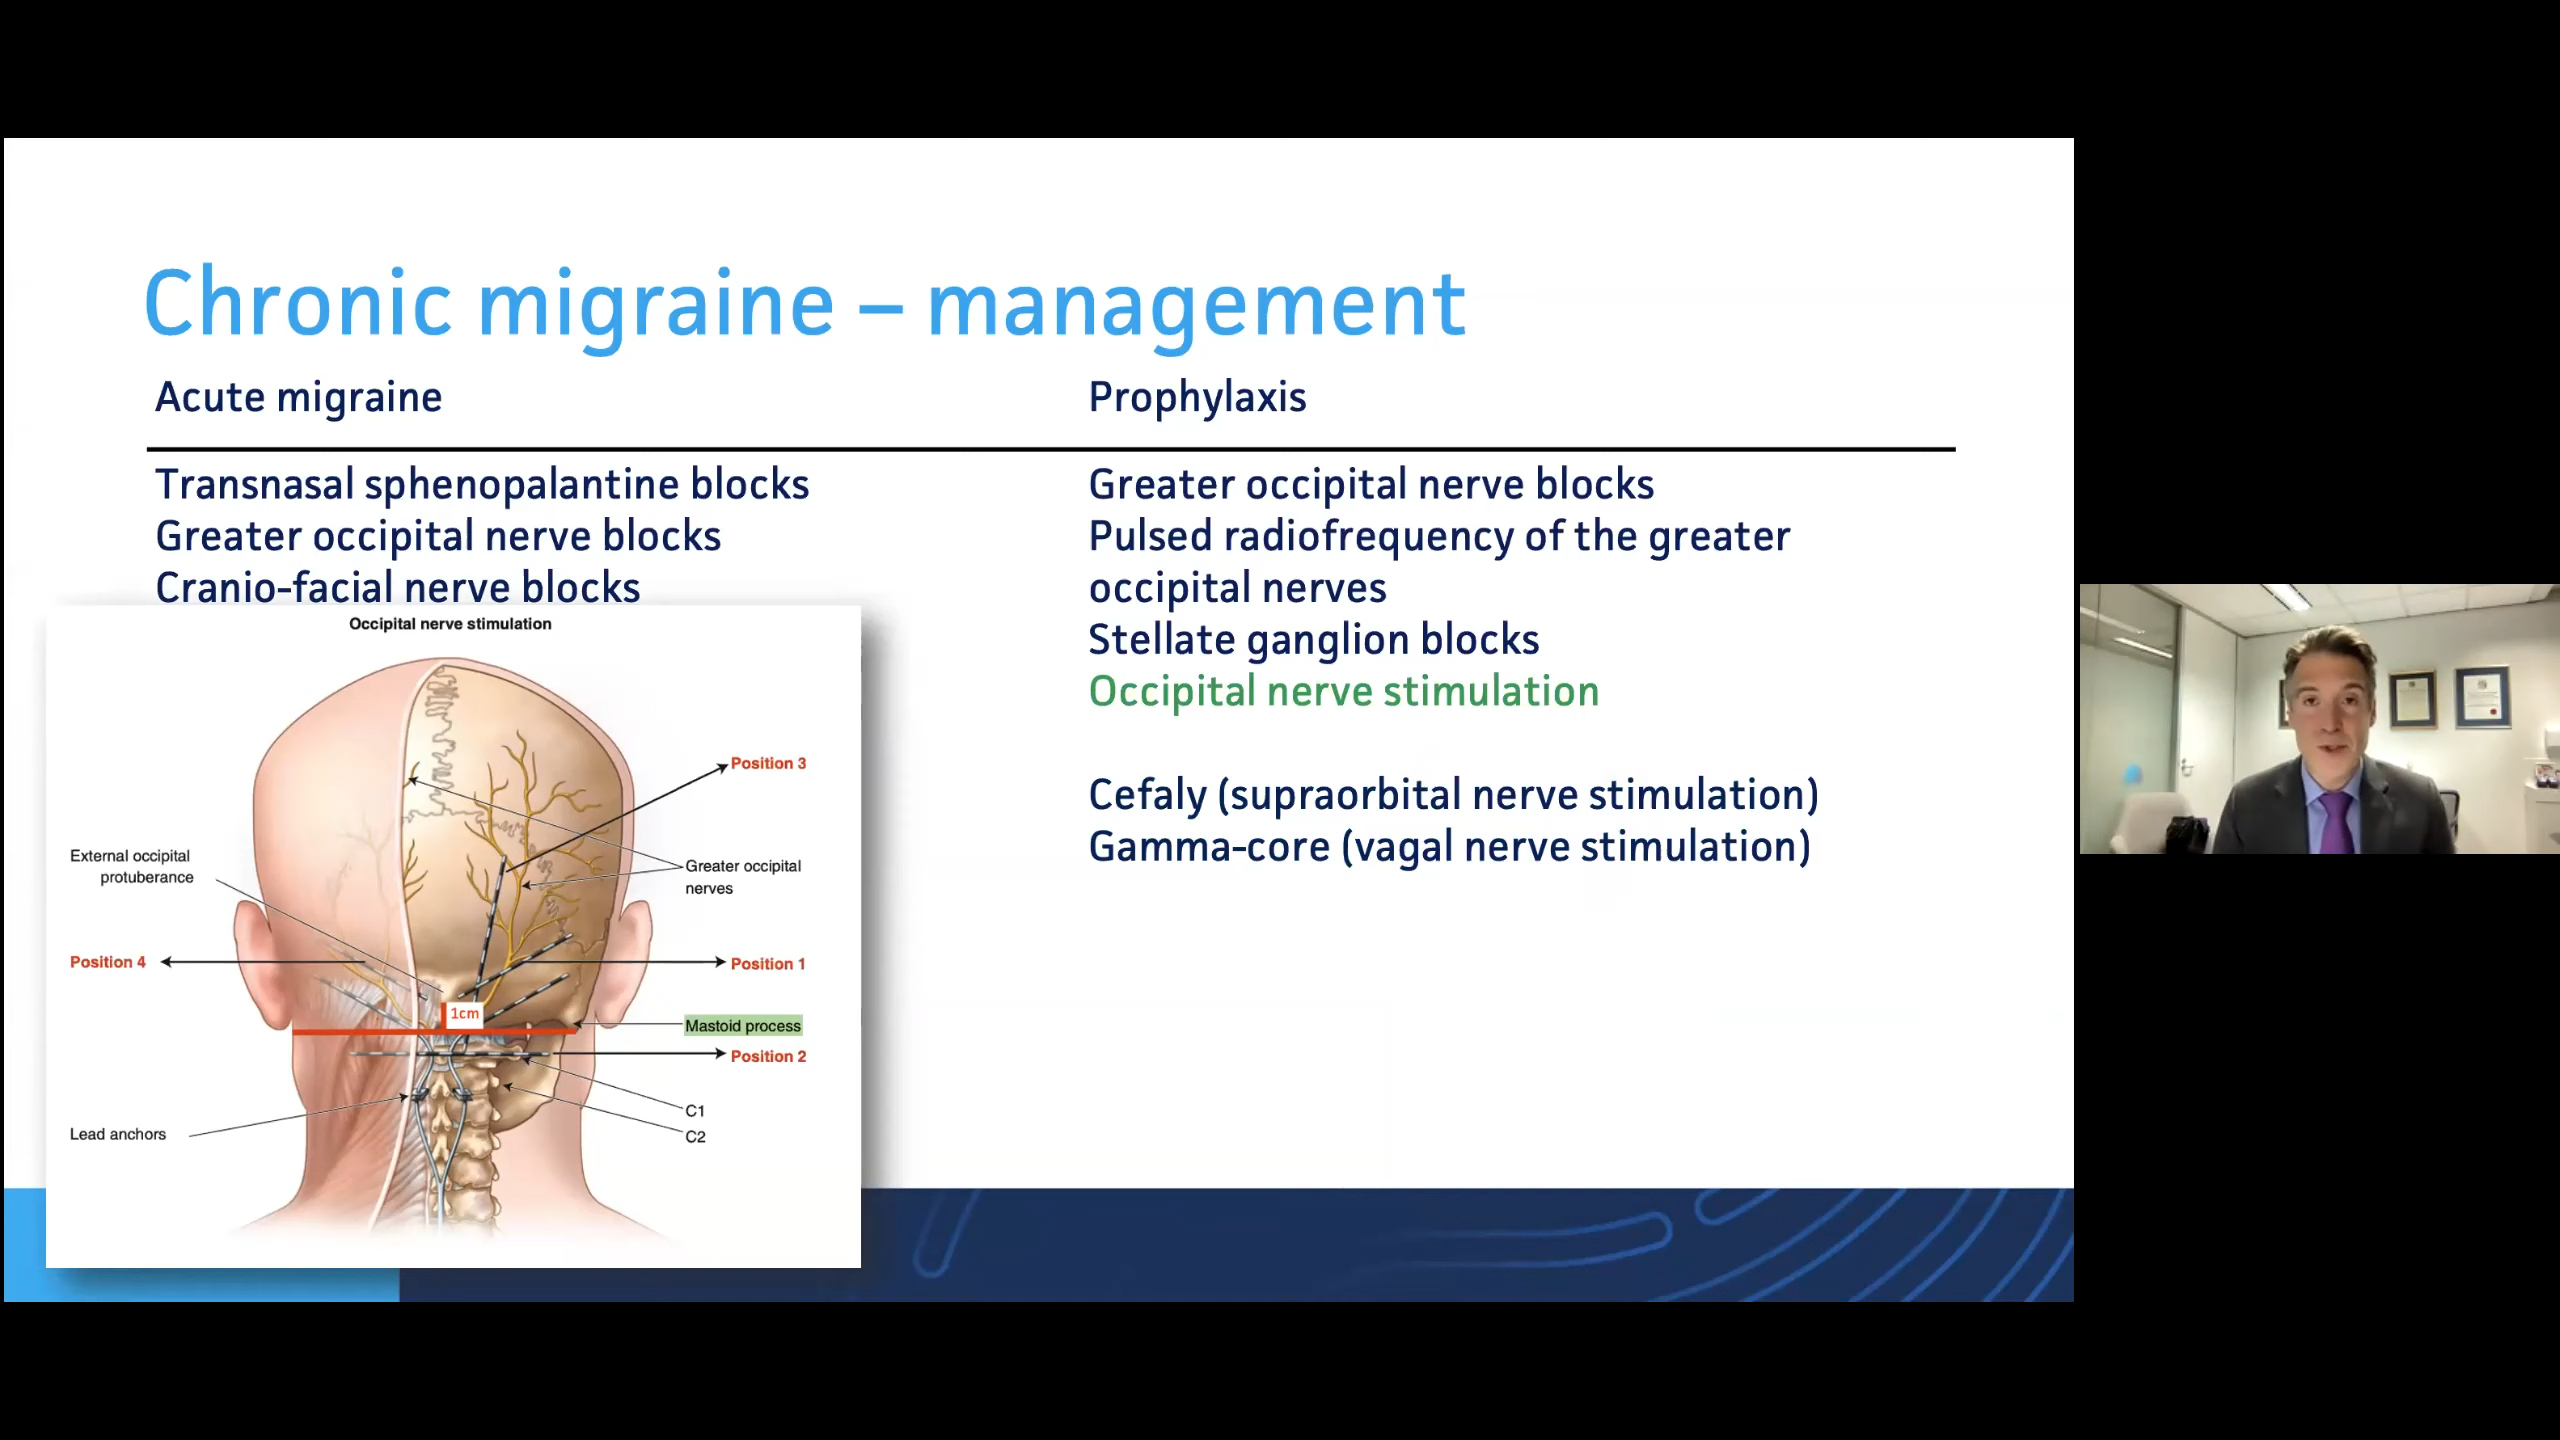 Chronic migraine – management
Acute migraine
Prophylaxis
Transnasal sphenopalantine blocks
Greater occipital nerve blocks
Cranio-facial nerve blocks
Greater occipital nerve blocks
Pulsed radiofrequency of the greater
occipital nerves
Stellate ganglion blocks
Occipital nerve stimulation
Cefaly (supraorbital nerve stimulation)
Gamma-core (vagal nerve stimulation)
Occipital nerve stimulation
Position 3
External occipital
protuberance
Greater occipital
nerves
Position 4
Position 1
1cm
Mastoid process
Position 2
C1
C2
Lead anchors